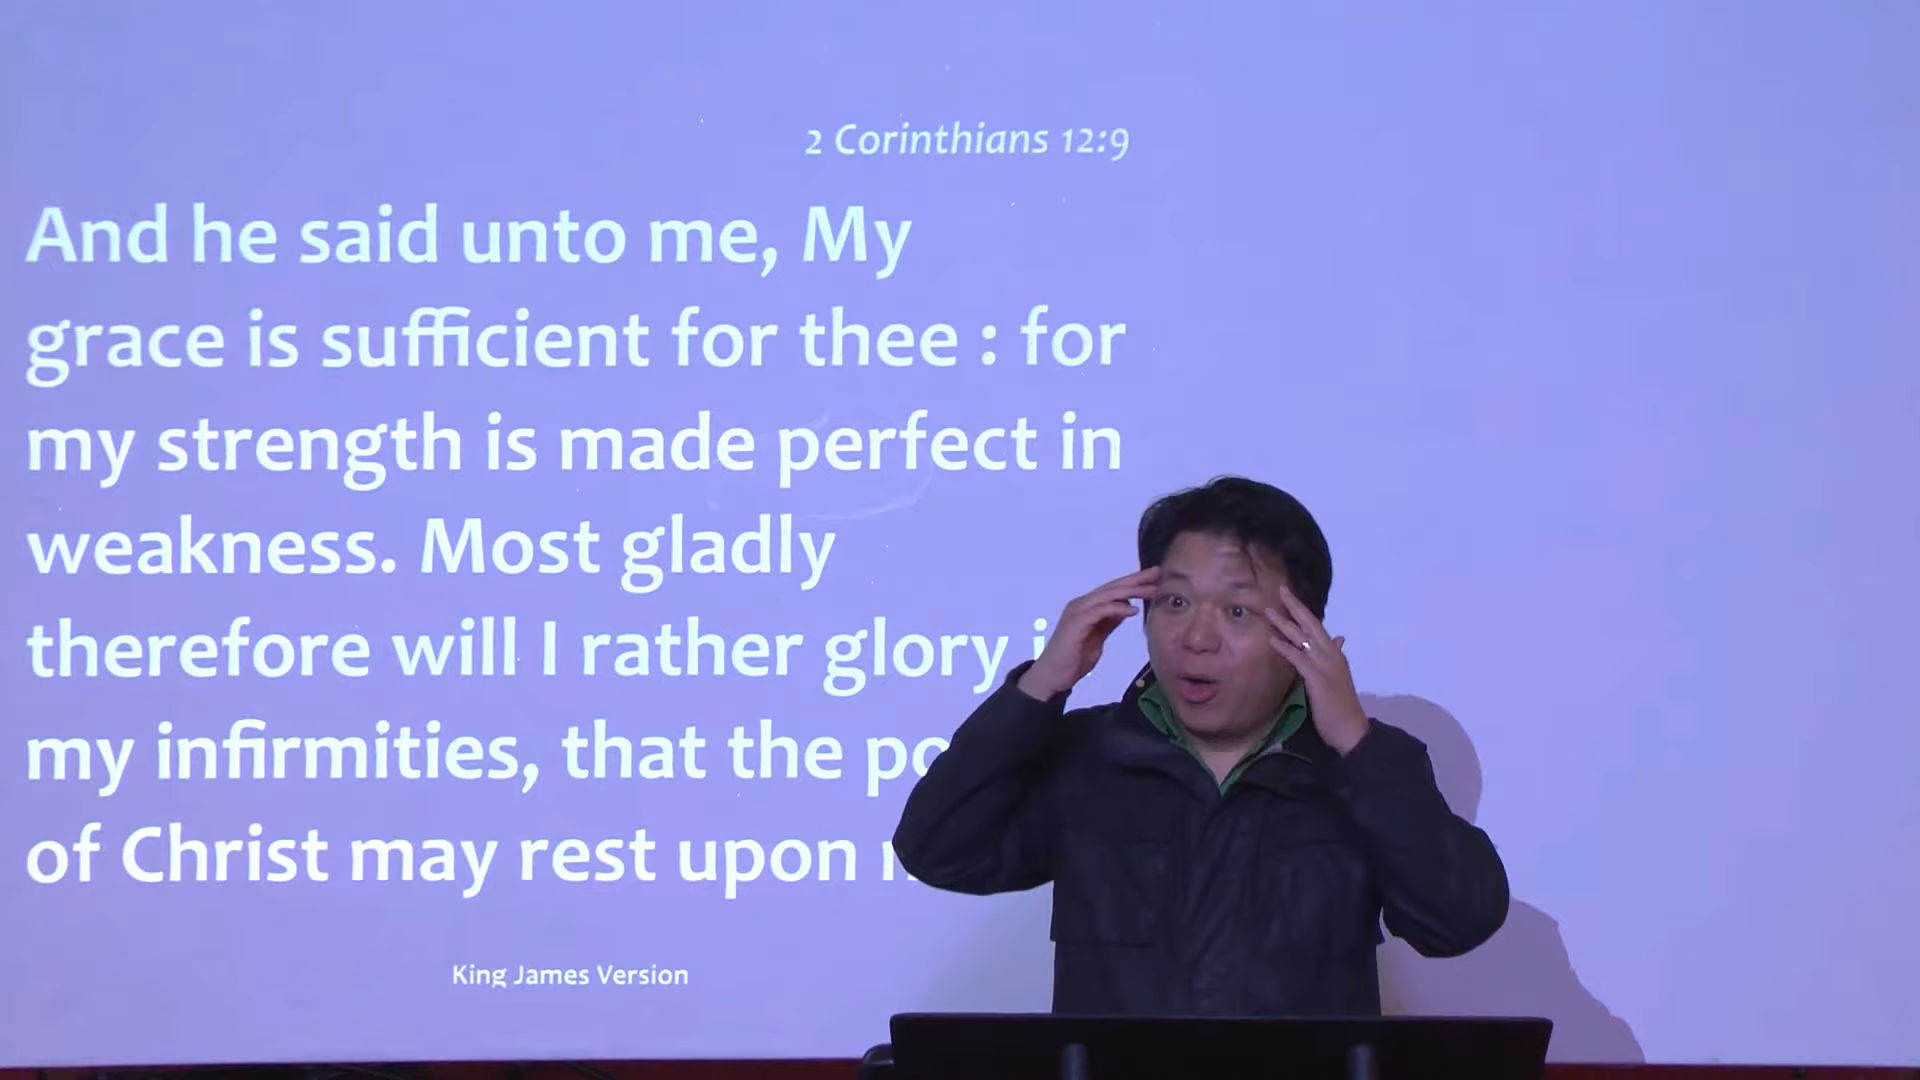 2 Corinthians 12:9
And he said unto me, My
grace is sufficient for thee : for
my strength is made perfect in
weakness. Most gladly
therefore will I rather glory
my infirmities, that the
of Christ may rest upon
King James Version